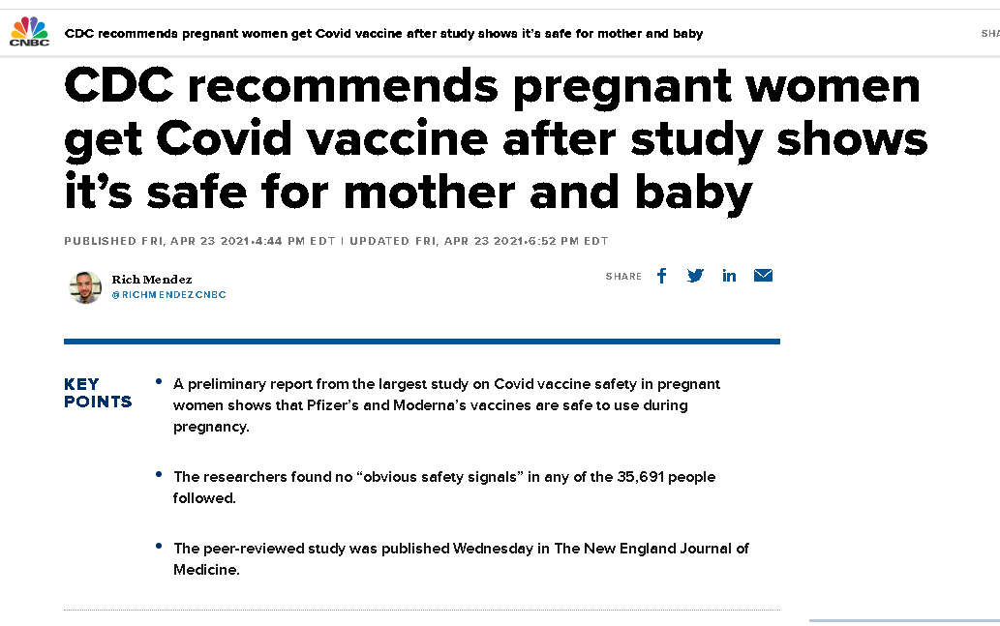 CNBC
CDC recommends pregnant women get Covid vaccine after study shows it’s safe for mother and baby
CDC recommends pregnant women
get Covid vaccine after study shows
it’s safe for mother and baby
PUBLISHED FRI, APR 23 2021•4:44 PM EDT | UPDATED FRI, APR 23 2021•6:52 PM EDT
Rich Mendez
@RICHMENDEZCNBC
SHARE
KEY
POINTS
• A preliminary report from the largest study on Covid vaccine safety in pregnant
women shows that Pfizer’s and Moderna’s vaccines are safe to use during
pregnancy.
• The researchers found no “obvious safety signals” in any of the 35,691 people
followed.
• The peer-reviewed study was published Wednesday in The New England Journal of
Medicine.